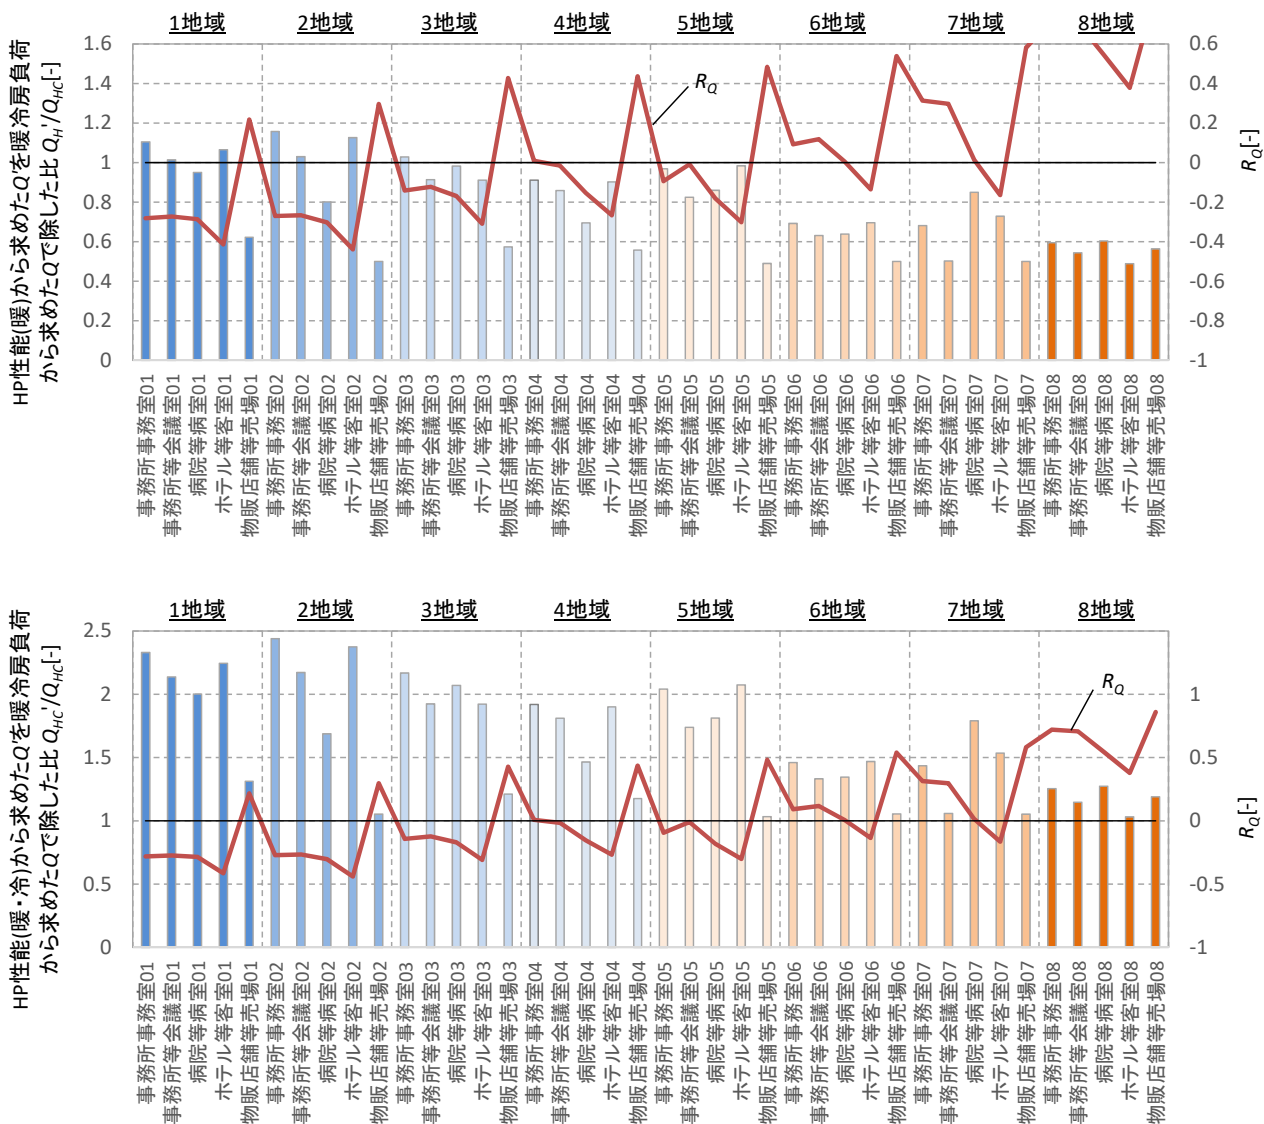 1地域 2地域 3地域 4地域 5地域 6地域 7地域 8地域
HP性能(暖)から求めたQを暖冷房負荷
から求めたQで除した比 QH'/QHC[-]
1.6
1.4
1.2
1
0.8
0.6
0.4
0.2
0
RQ
0.6
0.4
0.2
0
-0.2
-0.4
-0.6
-0.8
-1
RQ[-]
事務所事務室01
事務所等会議室01
病院等病室01
ホテル等客室01
物販店舗等売場01
事務所事務室02
事務所等会議室02
病院等病室02
ホテル等客室02
物販店舗等売場02
事務所事務室03
事務所等会議室03
病院等病室03
ホテル等客室03
物販店舗等売場03
事務所事務室04
事務所等会議室04
病院等病室04
ホテル等客室04
物販店舗等売場04
事務所事務室05
事務所等会議室05
病院等病室05
ホテル等客室05
物販店舗等売場05
事務所事務室06
事務所等会議室06
病院等病室06
ホテル等客室06
物販店舗等売場06
事務所事務室07
事務所等会議室07
病院等病室07
ホテル等客室07
物販店舗等売場07
事務所事務室08
事務所等会議室08
病院等病室08
ホテル等客室08
物販店舗等売場08
1地域 2地域 3地域 4地域 5地域 6地域 7地域 8地域
HP性能(暖・冷)から求めたQを暖冷房負荷
から求めたQで除した比 QHC'/QHC[-]
2.5
2
1.5
1
0.5
0
RQ
1
0.5
0
-0.5
-1
RQ[-]
事務所事務室01
事務所等会議室01
病院等病室01
ホテル等客室01
物販店舗等売場01
事務所事務室02
事務所等会議室02
病院等病室02
ホテル等客室02
物販店舗等売場02
事務所事務室03
事務所等会議室03
病院等病室03
ホテル等客室03
物販店舗等売場03
事務所事務室04
事務所等会議室04
病院等病室04
ホテル等客室04
物販店舗等売場04
事務所事務室05
事務所等会議室05
病院等病室05
ホテル等客室05
物販店舗等売場05
事務所事務室06
事務所等会議室06
病院等病室06
ホテル等客室06
物販店舗等売場06
事務所事務室07
事務所等会議室07
病院等病室07
ホテル等客室07
物販店舗等売場07
事務所事務室08
事務所等会議室08
病院等病室08
ホテル等客室08
物販店舗等売場08